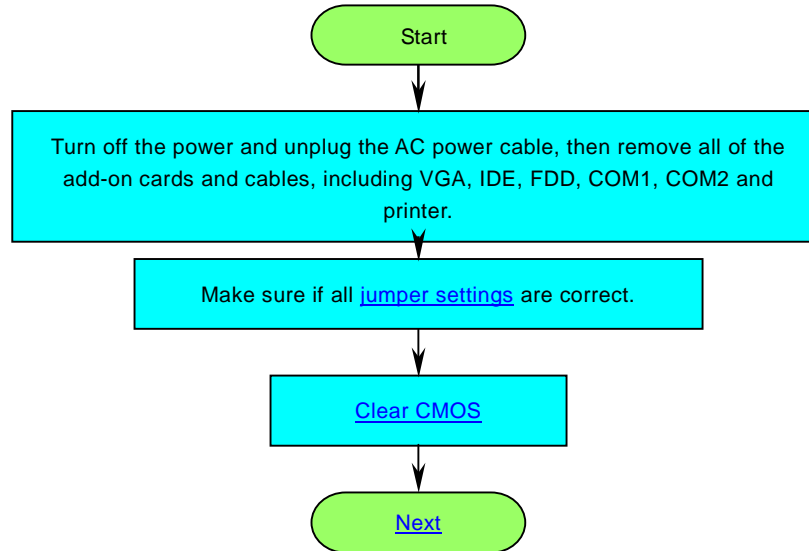 Start
Turn off the power and unplug the AC power cable, then remove all of the
add-on cards and cables, including VGA, IDE, FDD, COM1, COM2 and
printer.
Make sure if all jumper settings are correct.
Clear CMOS
Next